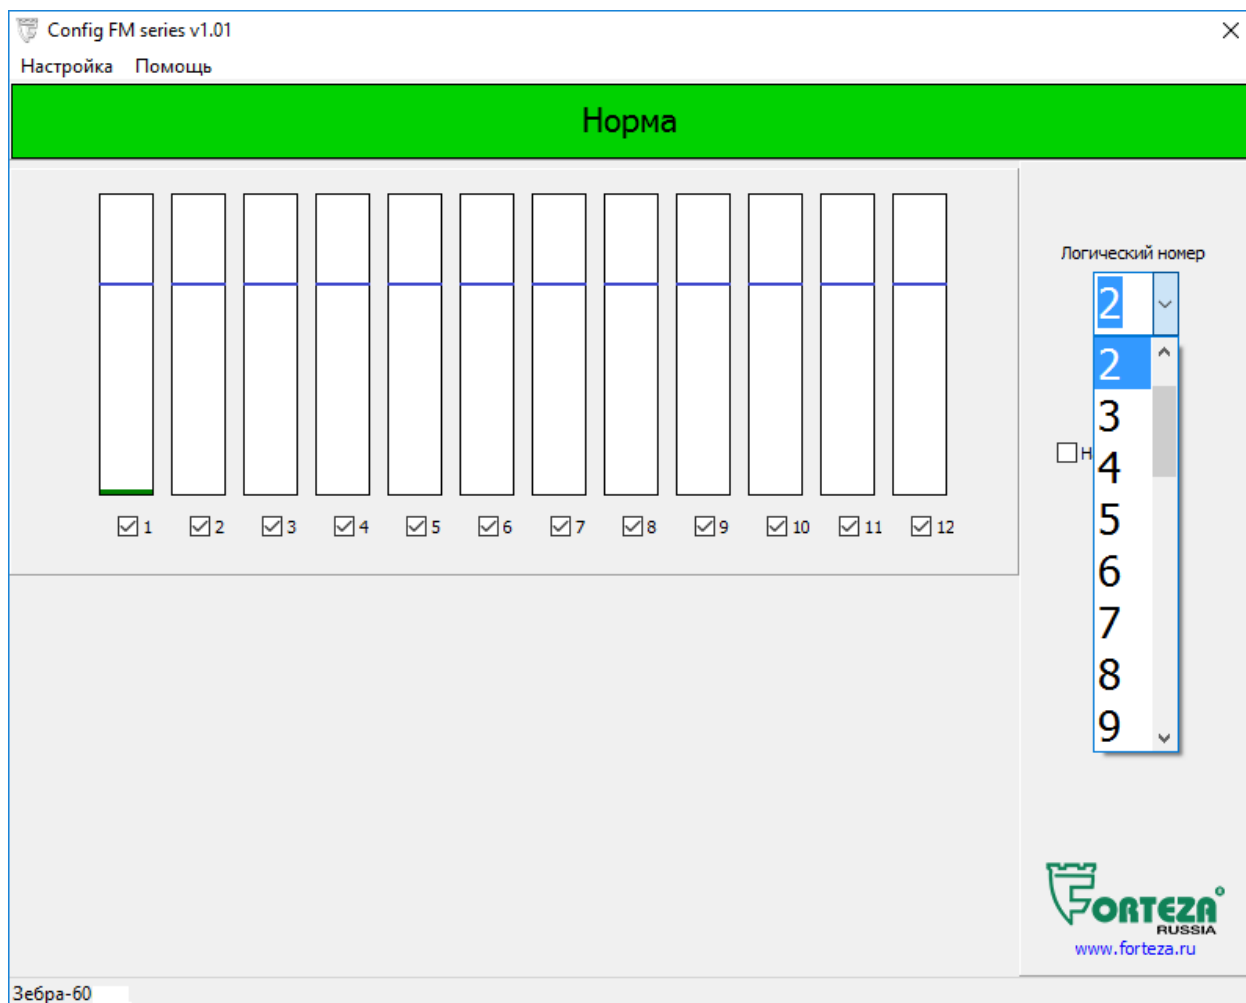 Config FM series v1.01
Настройка Помощь
Норма
Логический номер
2
2
3
4
5
6
7
8
9
1 2 3 4 5 6 7 8 9 10 11 12
FORTEZA®
RUSSIA
www.forteza.ru
Зебра-60